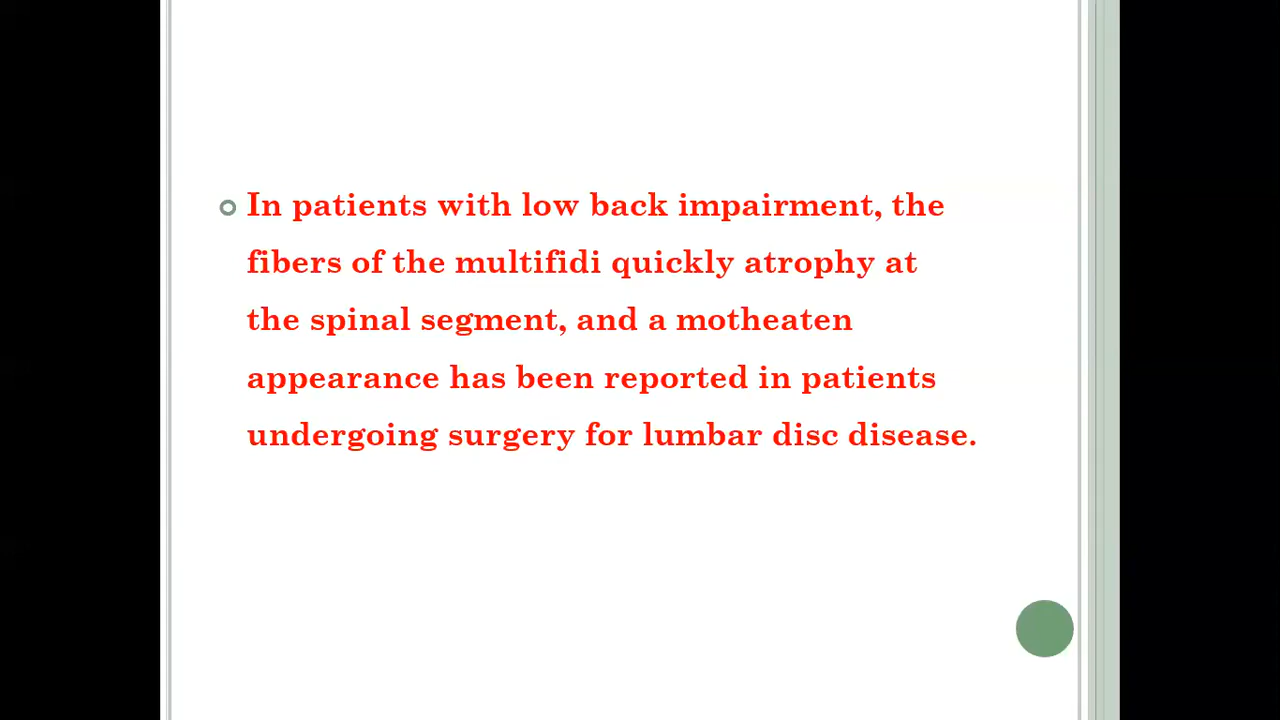 In patients with low back impairment, the
fibers of the multifidi quickly atrophy at
the spinal segment, and a motheaten
appearance has been reported in patients
undergoing surgery for lumbar disc disease.